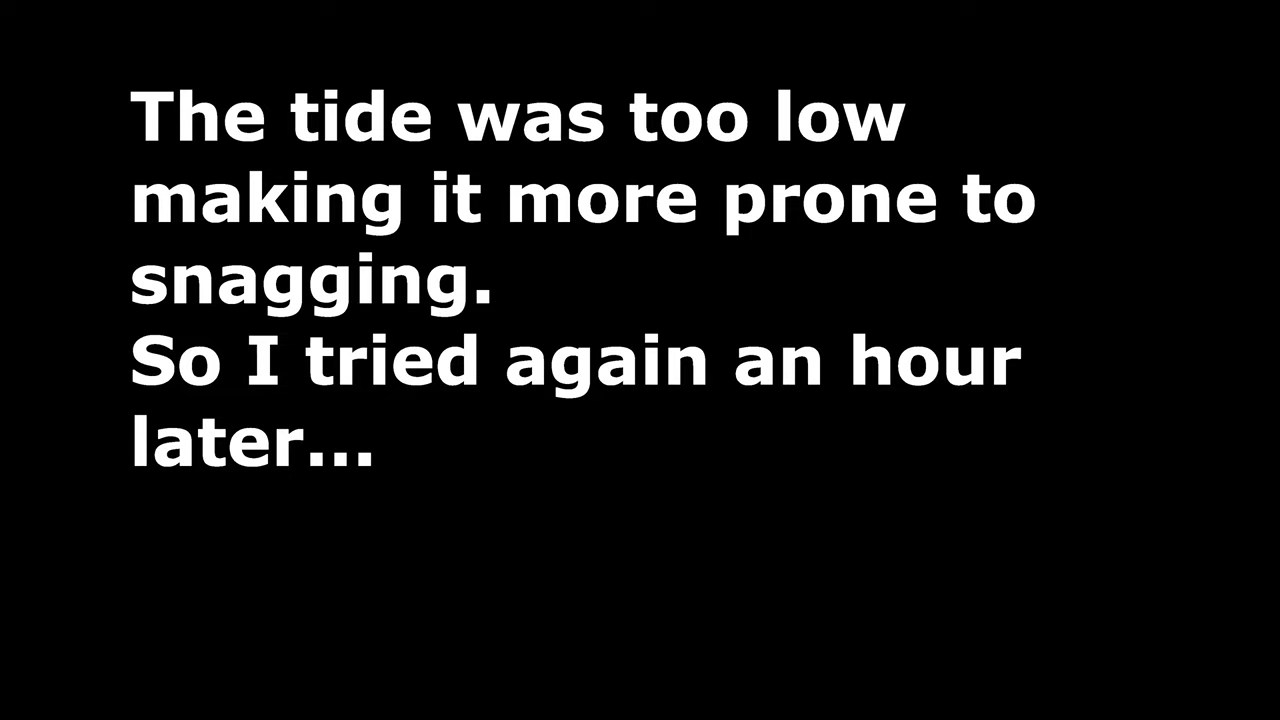 The tide was too low
making it more prone to
snagging.
So I tried again an hour
later...